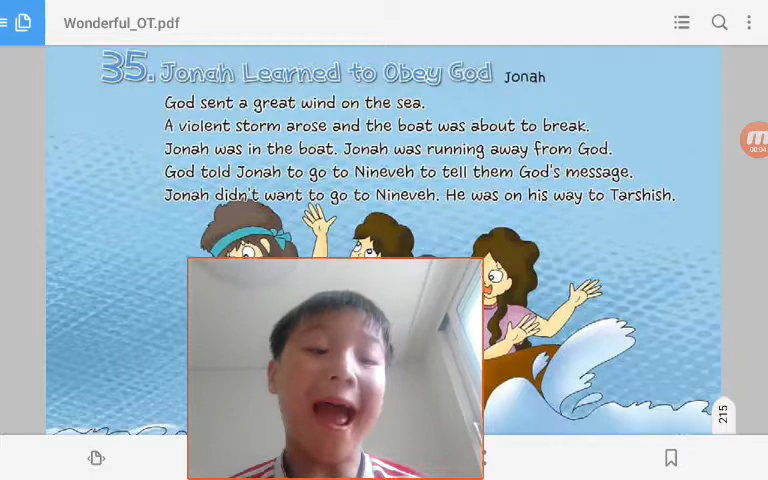 Wonderful_OT.pdf
00:04
35. Jonah Learned to Obey God Jonah
God sent a great wind on the sea.
A violent storm arose and the boat was about to break.
Jonah was in the boat. Jonah was running away from God.
God told Jonah to go to Nineveh to tell them God's message.
Jonah didn't want to go to Nineveh. He was on his way to Tarshish.
215